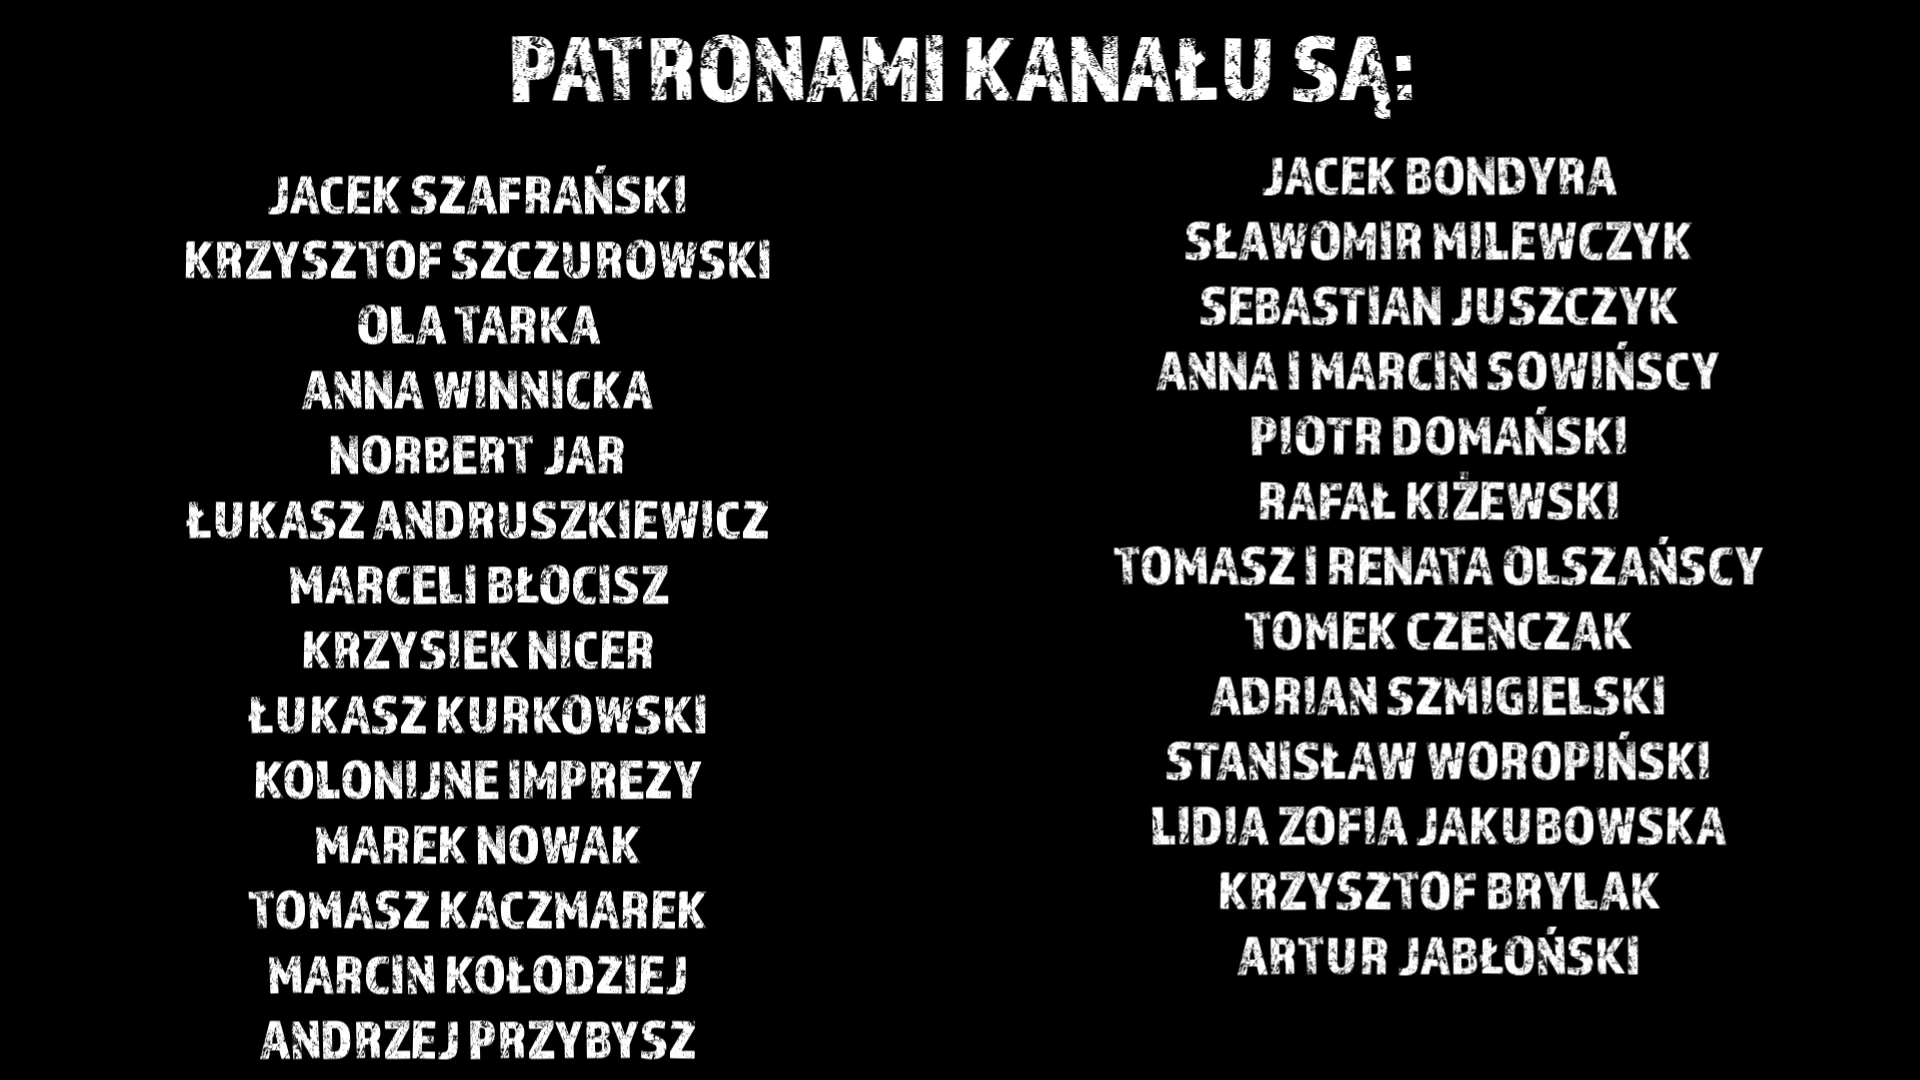 PATRONAMI KANAŁU SĄ:
JACEK SZAFRAŃSKI
KRZYSZTOF SZCZUROWSKI
OLA TARKA
ANNA WINNICKA
NORBERT JAR
ŁUKASZ ANDRUSZKIEWICZ
MARCELI BŁOCISZ
KRZYSIEK NICER
ŁUKASZ KURKOWSKI
KOLONIJNE IMPREZY
MAREK NOWAK
TOMASZ KACZMAREK
MARCIN KOŁODZIEJ
ANDRZEJ PRZYBYSZ
JACEK BONDYRA
SŁAWOMIR MILEWCZYK
SEBASTIAN JUSZCZYK
ANNA I MARCIN SOWIŃSCY
PIOTR DOMAŃSKI
RAFAŁ KIŻEWSKI
TOMASZ I RENATA OLSZAŃSCY
TOMEK CZENCZAK
ADRIAN SZMIGIELSKI
STANISŁAW WOROPIŃSKI
LIDIA ZOFIA JAKUBOWSKA
KRZYSZTOF BRYLAK
ARTUR JABŁOŃSKI